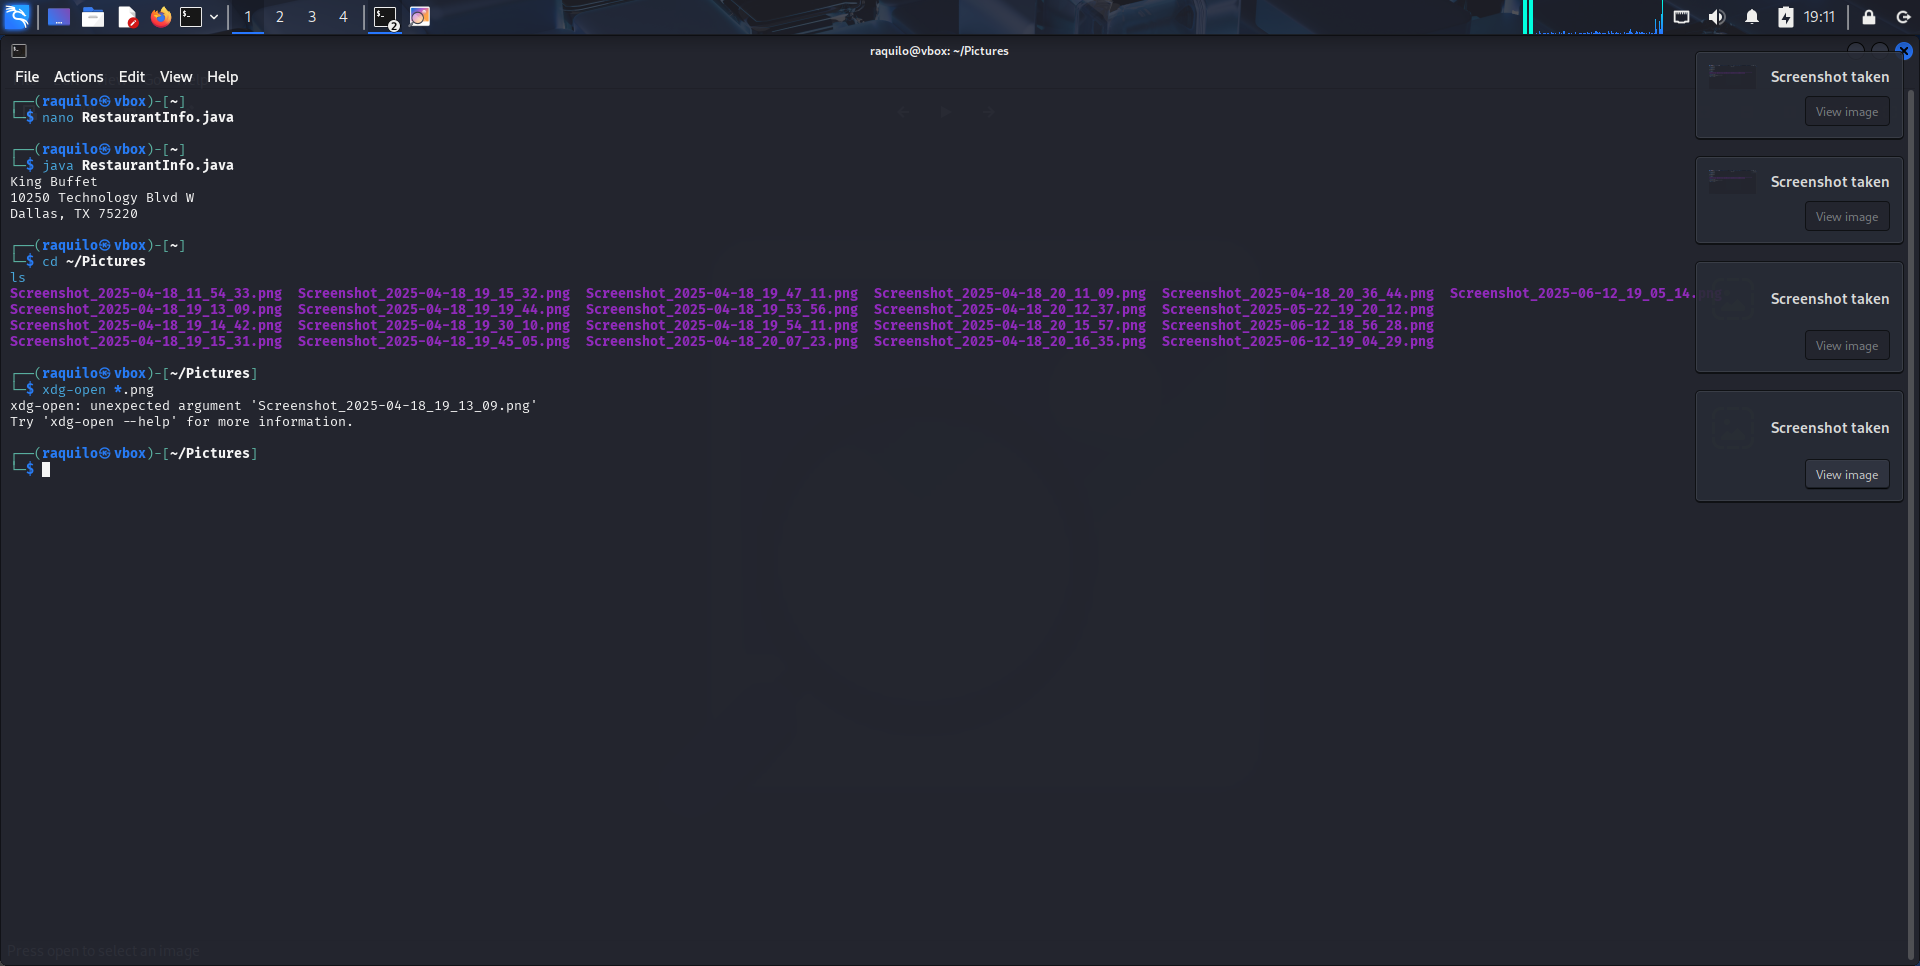 1 2 3 4
2
19:11
raquilo@vbox: ~/Pictures
File Actions Edit View Help
┌──(raquilo㉿vbox)-[~]
└─$ nano RestaurantInfo.java
┌──(raquilo㉿vbox)-[~]
└─$ java RestaurantInfo.java
King Buffet
10250 Technology Blvd W
Dallas, TX 75220
┌──(raquilo㉿vbox)-[~]
└─$ cd ~/Pictures
ls
Screenshot_2025-04-18_11_54_33.png Screenshot_2025-04-18_19_15_32.png Screenshot_2025-04-18_19_47_11.png Screenshot_2025-04-18_20_11_09.png Screenshot_2025-04-18_20_36_44.png Screenshot_2025-06-12_19_05_14.png
Screenshot_2025-04-18_19_13_09.png Screenshot_2025-04-18_19_19_44.png Screenshot_2025-04-18_19_53_56.png Screenshot_2025-04-18_20_12_37.png Screenshot_2025-05-22_19_20_12.png
Screenshot_2025-04-18_19_14_42.png Screenshot_2025-04-18_19_30_10.png Screenshot_2025-04-18_19_54_11.png Screenshot_2025-04-18_20_15_57.png Screenshot_2025-06-12_18_56_28.png
Screenshot_2025-04-18_19_15_31.png Screenshot_2025-04-18_19_45_05.png Screenshot_2025-04-18_20_07_23.png Screenshot_2025-04-18_20_16_35.png Screenshot_2025-06-12_19_04_29.png
┌──(raquilo㉿vbox)-[~/Pictures]
└─$ xdg-open *.png
xdg-open: unexpected argument 'Screenshot_2025-04-18_19_13_09.png'
Try 'xdg-open --help' for more information.
┌──(raquilo㉿vbox)-[~/Pictures]
└─$
Screenshot taken
View image
Screenshot taken
View image
Screenshot taken
View image
Screenshot taken
View image
Press open to select an image